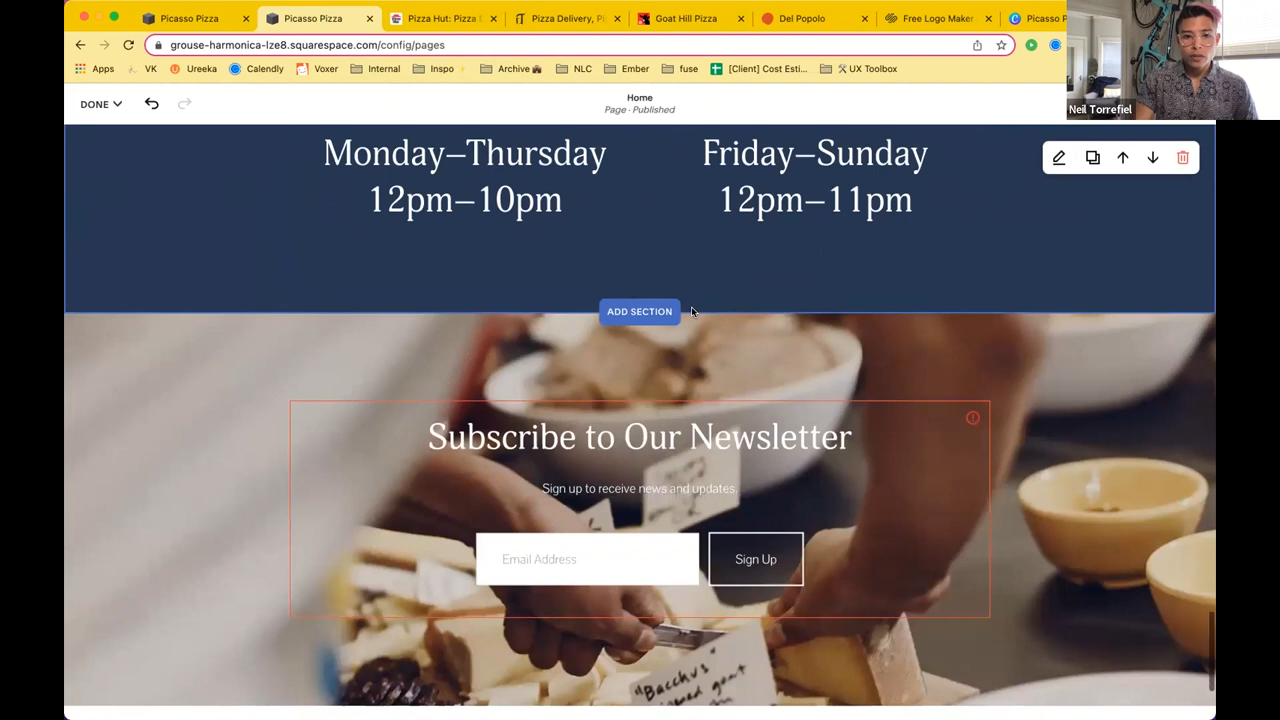 Picasso Pizza
Picasso Pizza
Pizza Hut: Pizza
Pizza Delivery, Pi
Goat Hill Pizza
Del Popolo
Free Logo Maker
Picasso P
grouse-harmonica-lze8.squarespace.com/config/pages
Apps
VK
Ureeka
Calendly
Voxer
Internal
Inspo
Archive
NLC
Ember
fuse
[Client] Cost Esti...
UX Toolbox
Neil Torrefiel
DONE
Home
Page · Published
Monday–Thursday
12pm–10pm
Friday–Sunday
12pm–11pm
ADD SECTION
Subscribe to Our Newsletter
Sign up to receive news and updates.
Email Address
Sign Up
"Bacchus"
goat